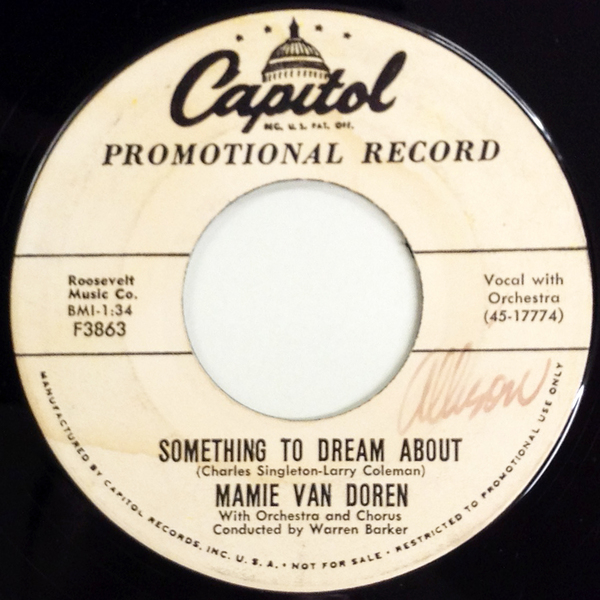 Capitol
REG. U.S. PAT. OFF.
PROMOTIONAL RECORD
Roosevelt
Music Co.
BMI-1:34
F3863
Vocal with
Orchestra
(45-17774)
Allison
SOMETHING TO DREAM ABOUT
(Charles Singleton-Larry Coleman)
MAMIE VAN DOREN
With Orchestra and Chorus
Conducted by Warren Barker
MANUFACTURED BY CAPITOL RECORDS, INC. U.S.A. • NOT FOR SALE • RESTRICTED TO PROMOTIONAL USE ONLY